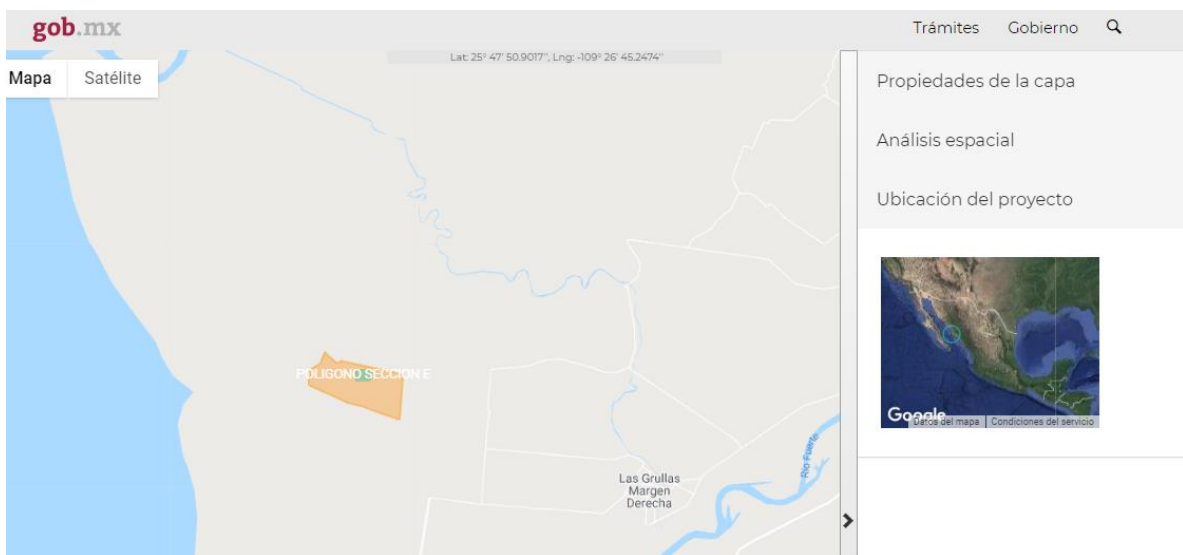 gob.mx
Trámites Gobierno
Lat: 25° 47' 50.9017", Lng: -109° 26' 45.2474"
Mapa Satélite
Propiedades de la capa
Análisis espacial
Ubicación del proyecto
POLIGONO SECCION E
Las Grullas
Margen
Derecha
Río Fuerte
Google
Datos del mapa
Condiciones del servicio